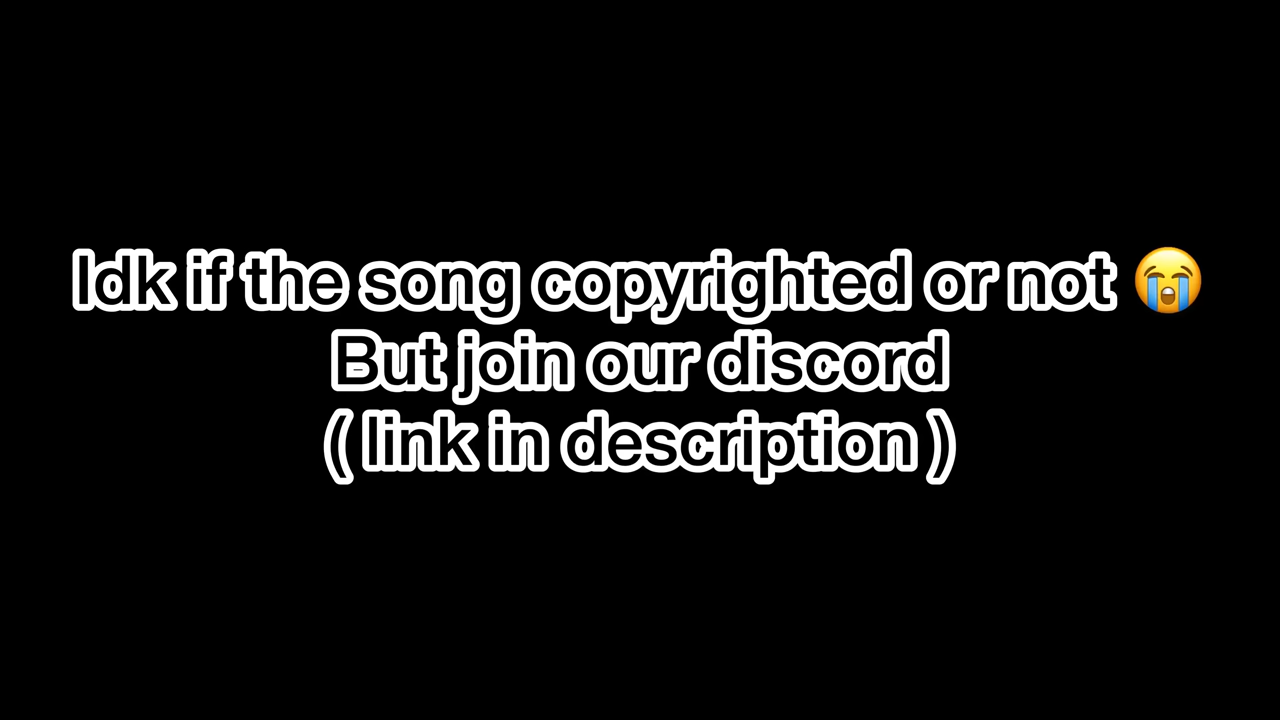 Idk if the song copyrighted or not 😭
But join our discord
( link in description )